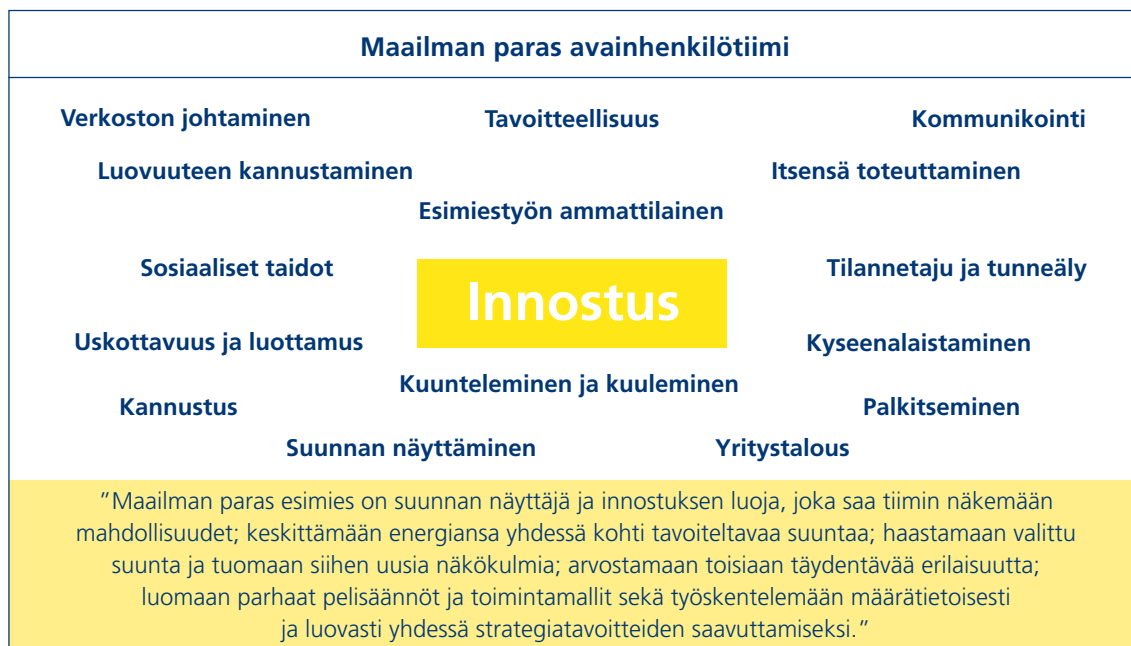 Maailman paras avainhenkilötiimi
Verkoston johtaminen
Tavoitteellisuus
Kommunikointi
Luovuuteen kannustaminen
Itsensä toteuttaminen
Esimiestyön ammattilainen
Sosiaaliset taidot
Tilannetaju ja tunneäly
Innostus
Uskottavuus ja luottamus
Kyseenalaistaminen
Kuunteleminen ja kuuleminen
Kannustus
Palkitseminen
Suunnan näyttäminen
Yritystalous
”Maailman paras esimies on suunnan näyttäjä ja innostuksen luoja, joka saa tiimin näkemään
mahdollisuudet; keskittämään energiansa yhdessä kohti tavoiteltavaa suuntaa; haastamaan valittu
suunta ja tuomaan siihen uusia näkökulmia; arvostamaan toisiaan täydentävää erilaisuutta;
luomaan parhaat pelisäännöt ja toimintamallit sekä työskentelemään määrätietoisesti
ja luovasti yhdessä strategiatavoitteiden saavuttamiseksi.”